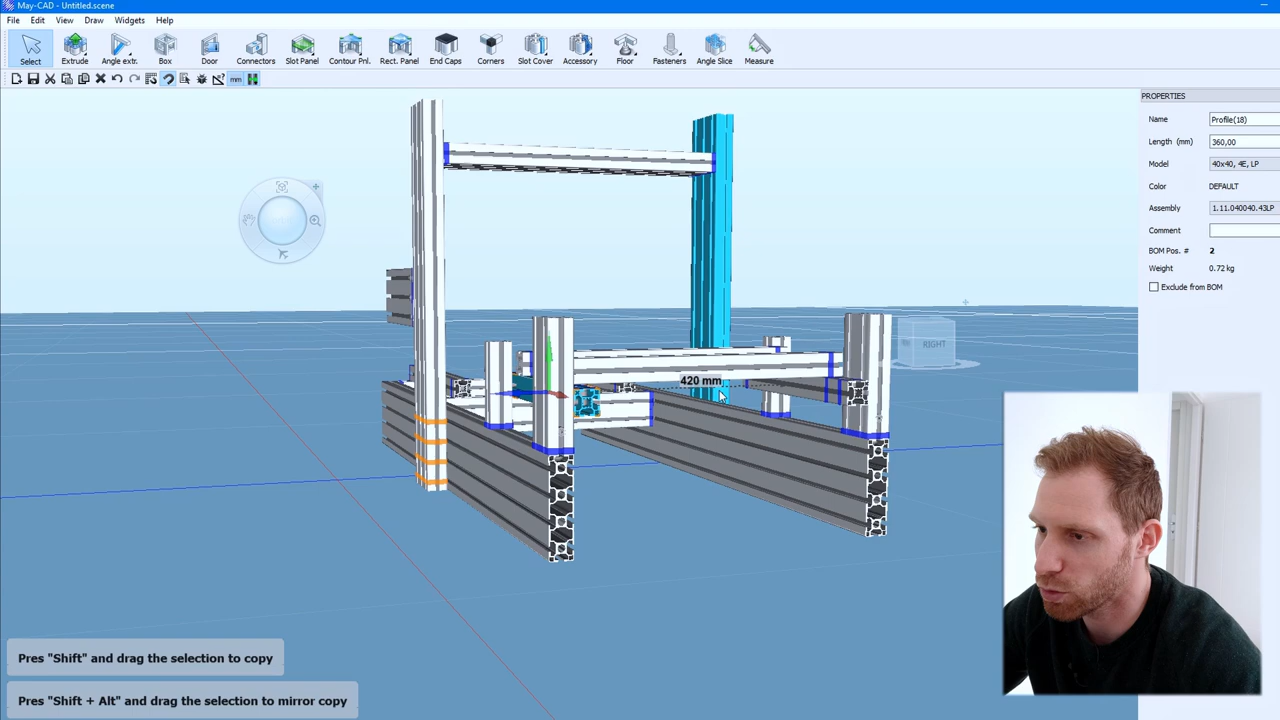 May-CAD - Untitled.scene
File Edit View Draw Widgets Help
Select Extrude Angle extr. Box Door Connectors Slot Panel Contour Pnl. Rect. Panel End Caps Corners Slot Cover Accessory Floor Fasteners Angle Slice Measure
mm
PROPERTIES
Name Profile(18)
Length (mm) 360,00
Model 40x40, 4E, LP
Color DEFAULT
Assembly 1.11.040040.43LP
Comment
BOM Pos. # 2
Weight 0.72 kg
Exclude from BOM
RIGHT
420 mm
Pres "Shift" and drag the selection to copy
Pres "Shift + Alt" and drag the selection to mirror copy